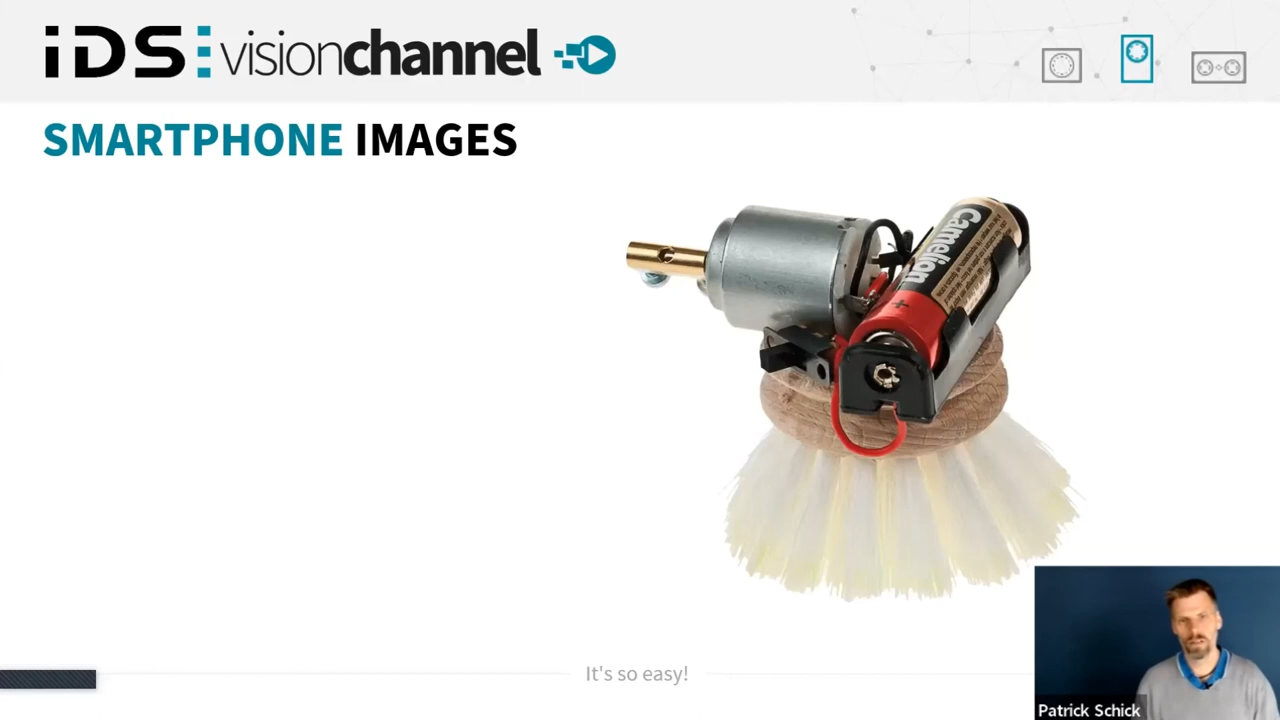 iDS visionchannel
SMARTPHONE IMAGES
Camelion
+
It's so easy!
Patrick Schick